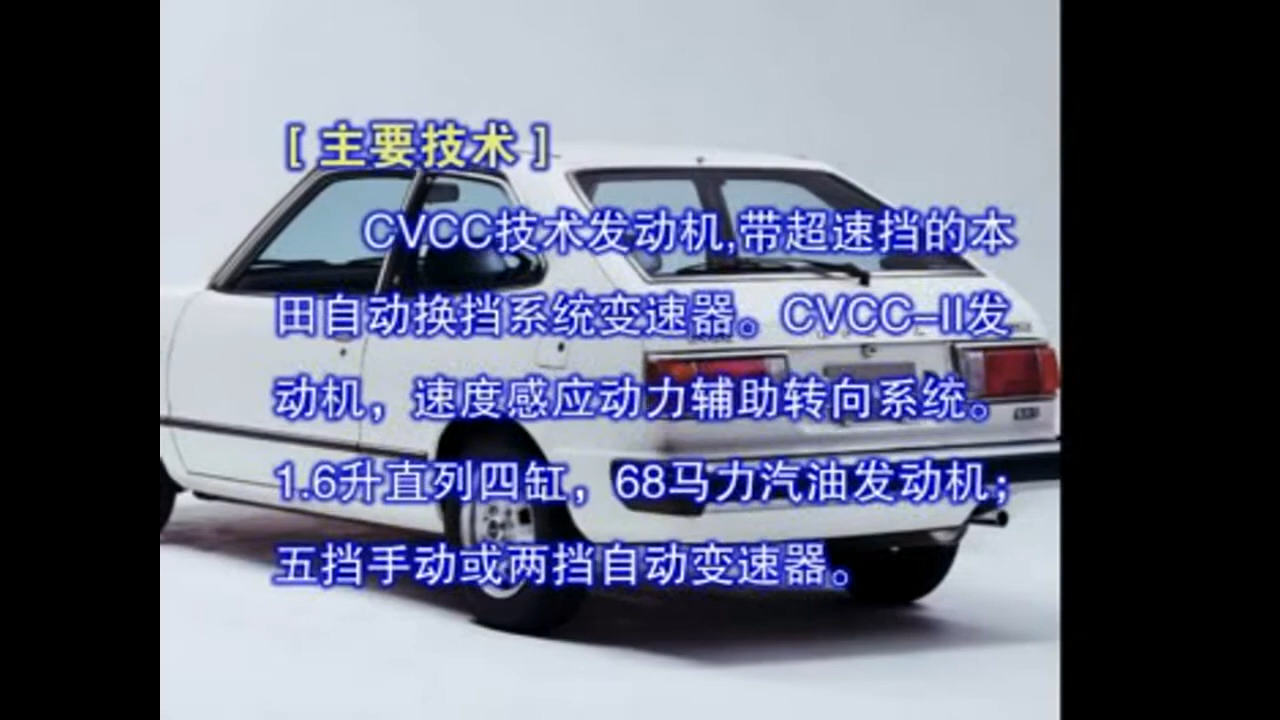 [ 主要技术 ]
CVCC技术发动机,带超速挡的本
田自动换挡系统变速器。CVCC-II发
动机，速度感应动力辅助转向系统。
1.6升直列四缸，68马力汽油发动机；
五挡手动或两挡自动变速器。